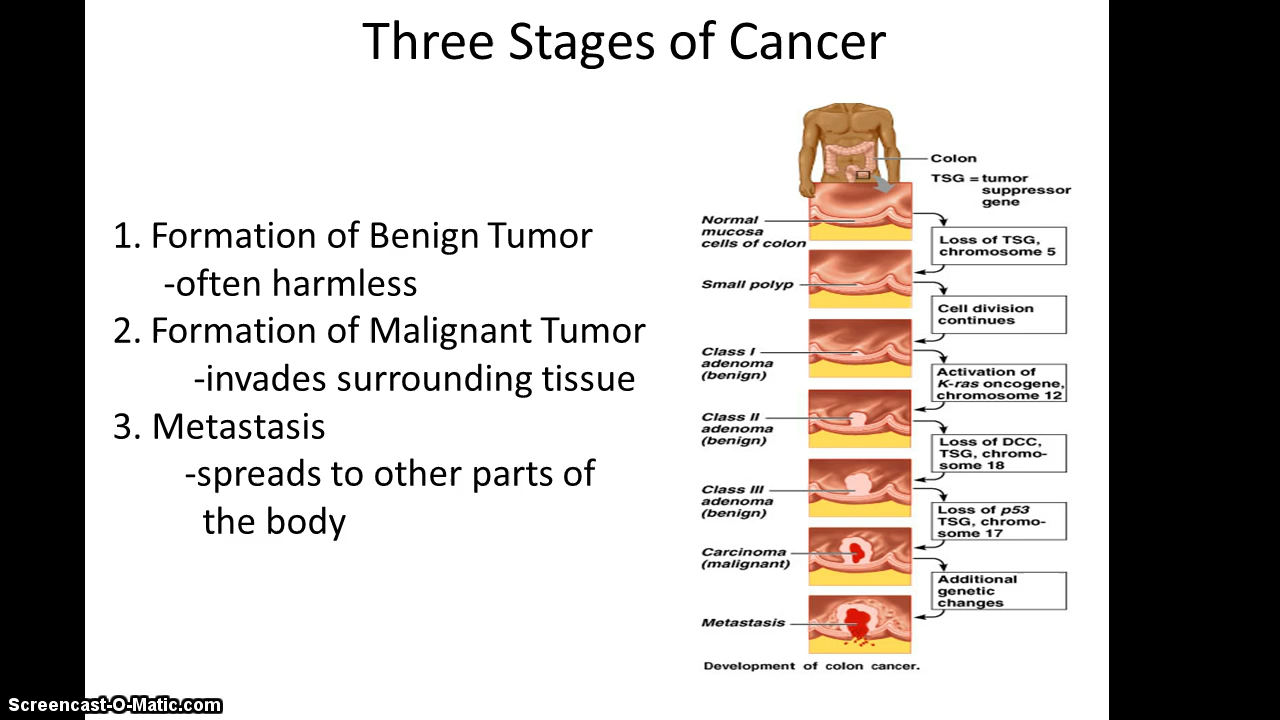 Three Stages of Cancer
1. Formation of Benign Tumor
-often harmless
2. Formation of Malignant Tumor
-invades surrounding tissue
3. Metastasis
-spreads to other parts of
the body
Colon
TSG = tumor
suppressor
gene
Normal
mucosa
cells of colon
Loss of TSG,
chromosome 5
Small polyp
Cell division
continues
Class I
adenoma
(benign)
Activation of
K-ras oncogene,
chromosome 12
Class II
adenoma
(benign)
Loss of DCC,
TSG, chromo-
some 18
Class III
adenoma
(benign)
Loss of p53
TSG, chromo-
some 17
Carcinoma
(malignant)
Additional
genetic
changes
Metastasis
Development of colon cancer.
Screencast-O-Matic.com